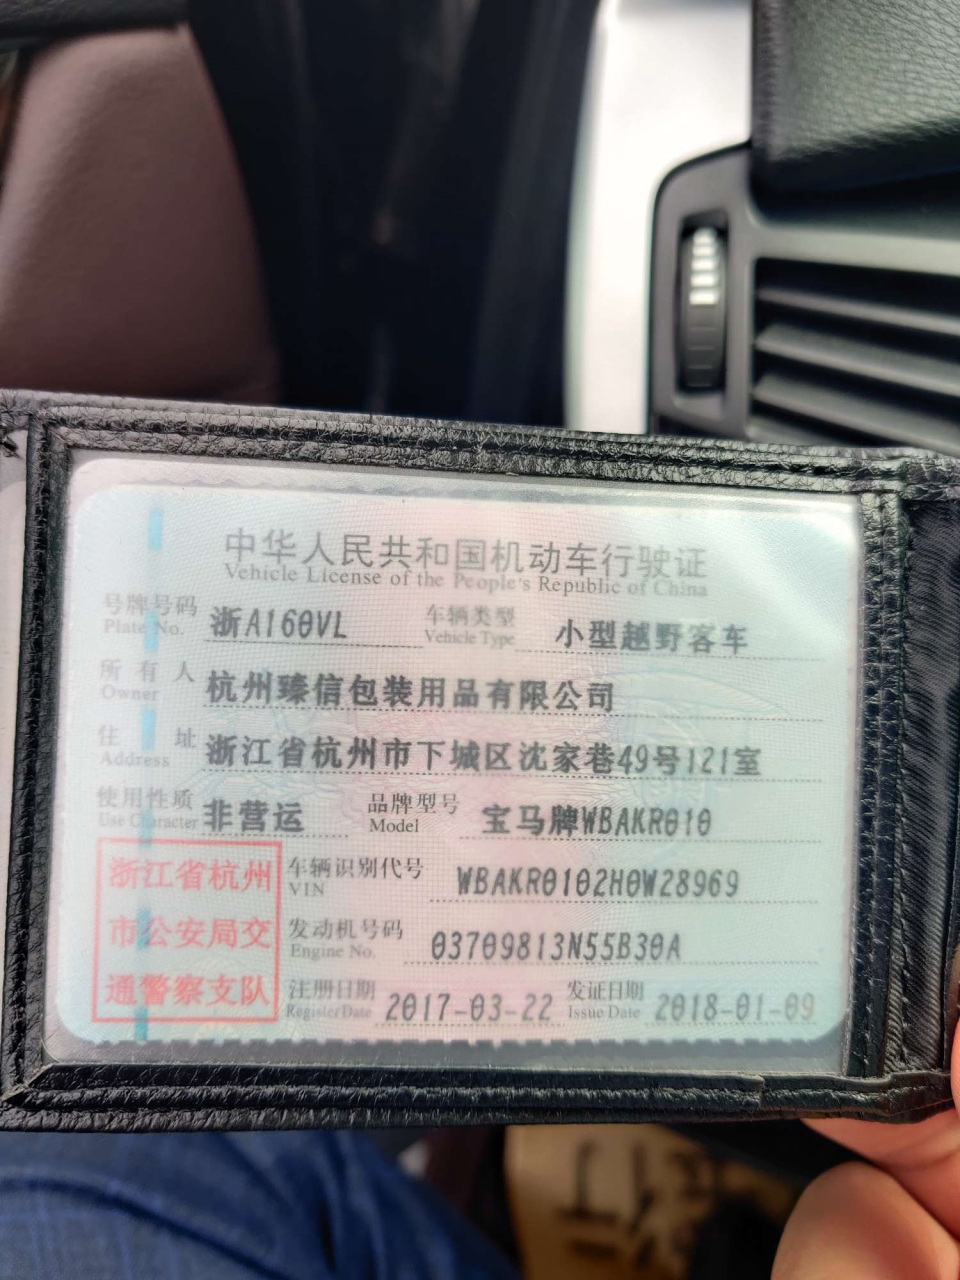 中华人民共和国机动车行驶证
Vehicle License of the People's Republic of China
号牌号码 浙A160VL 车辆类型 小型越野客车
Plate No. Vehicle Type
所有人 杭州臻信包装用品有限公司
Owner
住址 浙江省杭州市下城区沈家巷49号121室
Address
使用性质 非营运 品牌型号 宝马牌WBAKR010
Use Character Model
浙江省杭州
市公安局交
通警察支队
车辆识别代号 WBAKR0102H0W28969
VIN
发动机号码 03709813N55B30A
Engine No.
注册日期 2017-03-22 发证日期 2018-01-09
Register Date Issue Date